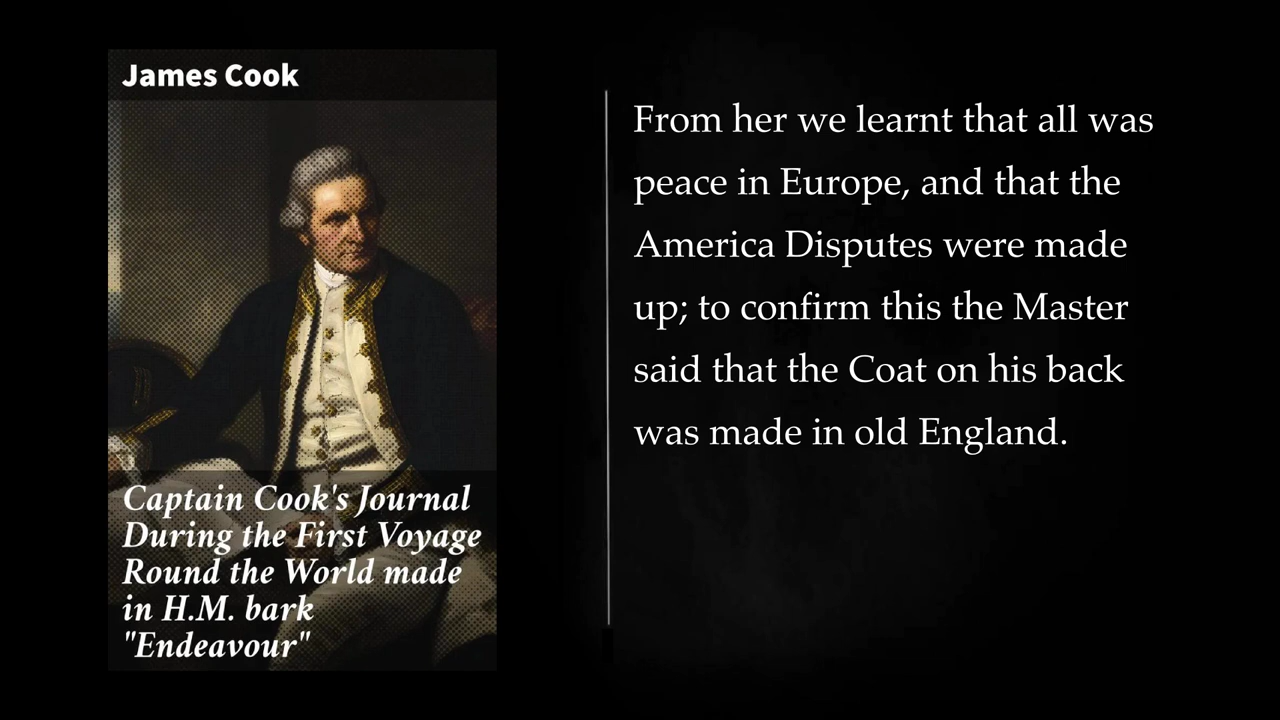 James Cook
Captain Cook's Journal
During the First Voyage
Round the World made
in H.M. bark
"Endeavour"
From her we learnt that all was
peace in Europe, and that the
America Disputes were made
up; to confirm this the Master
said that the Coat on his back
was made in old England.